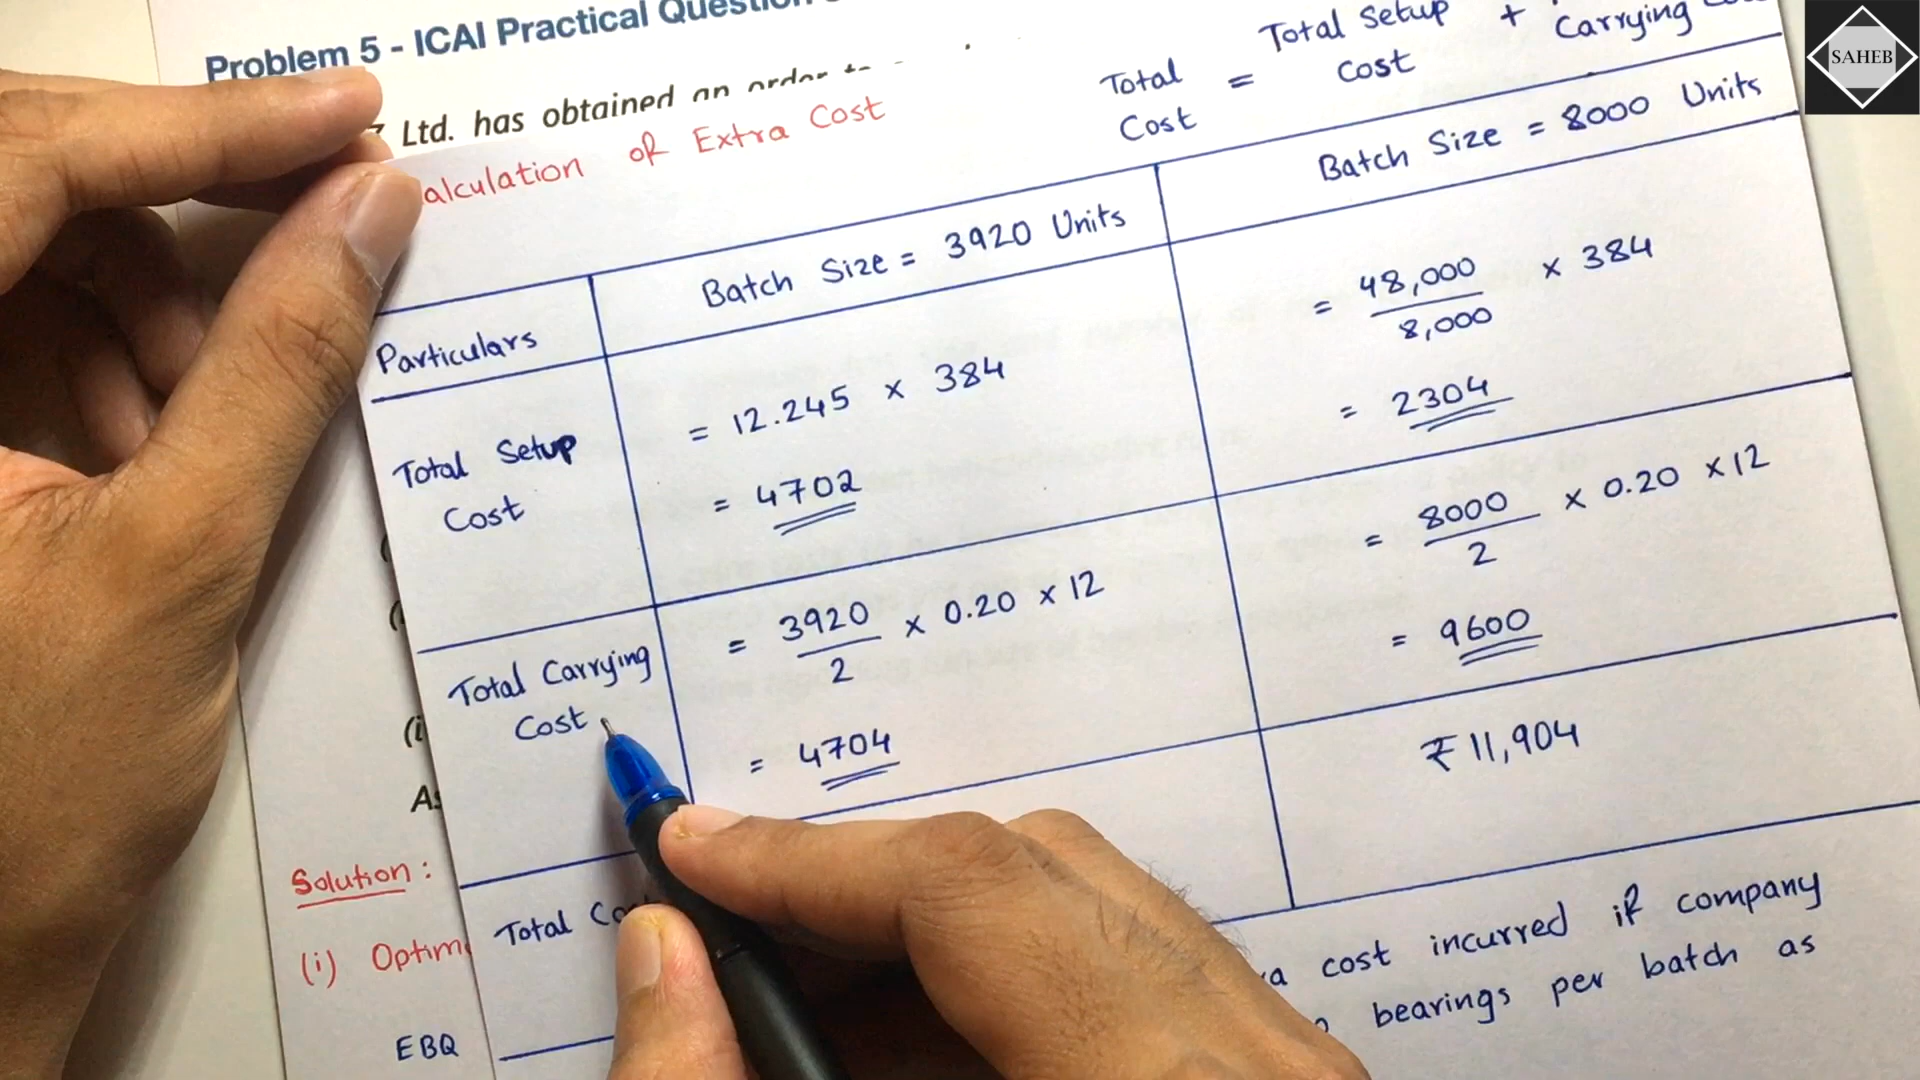 Problem 5 - ICAI Practical Question
Ltd. has obtained an order to
alculation of Extra Cost
Total Cost = Total Setup Cost + Carrying
SAHEB
Particulars
Batch Size = 3920 Units
Batch Size = 8000 Units
Total Setup Cost
= 12.245 x 384
= 4702
= 48,000 / 8,000 x 384
= 2304
Total Carrying Cost
= 3920 / 2 x 0.20 x 12
= 4704
= 8000 / 2 x 0.20 x 12
= 9600
Total
₹ 11,904
cost incurred if company
bearings per batch as
Solution :
(i) Optim
EBQ